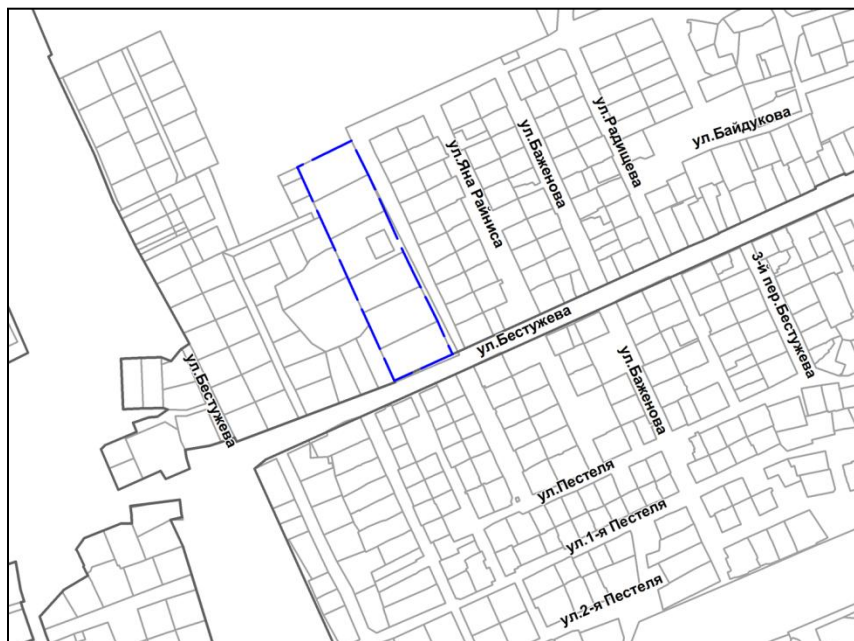 ул.Байдукова
ул.Радищева
ул.Баженова
ул.Яна Райниса
3-й пер.Бестужева
ул.Бестужева
ул.Бестужева
ул.Баженова
ул.Пестеля
ул.1-я Пестеля
ул.2-я Пестеля